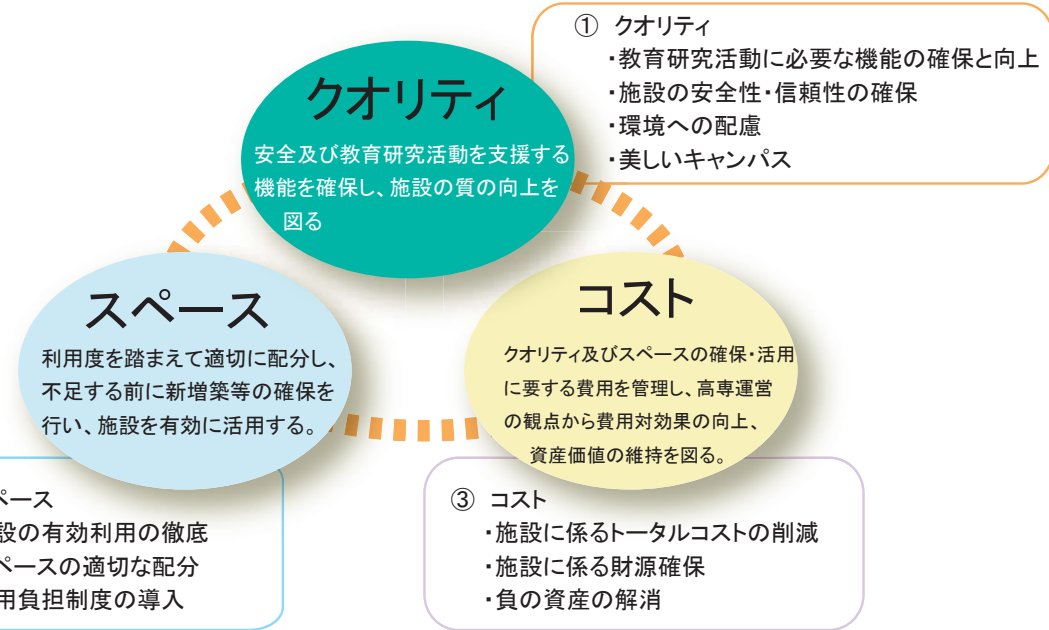 ① クオリティ
・教育研究活動に必要な機能の確保と向上
・施設の安全性・信頼性の確保
・環境への配慮
・美しいキャンパス
クオリティ
安全及び教育研究活動を支援する
機能を確保し、施設の質の向上を
図る
スペース
利用度を踏まえて適切に配分し、
不足する前に新増築等の確保を
行い、施設を有効に活用する。
コスト
クオリティ及びスペースの確保・活用
に要する費用を管理し、高専運営
の観点から費用対効果の向上、
資産価値の維持を図る。
ペース
設の有効利用の徹底
ペースの適切な配分
用負担制度の導入
③ コスト
・施設に係るトータルコストの削減
・施設に係る財源確保
・負の資産の解消